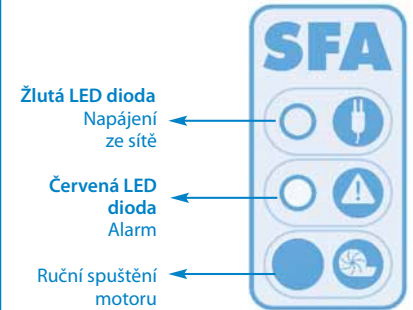 SFA
Žlutá LED dioda
Napájení
ze sítě
Červená LED
dioda
Alarm
Ruční spuštění
motoru